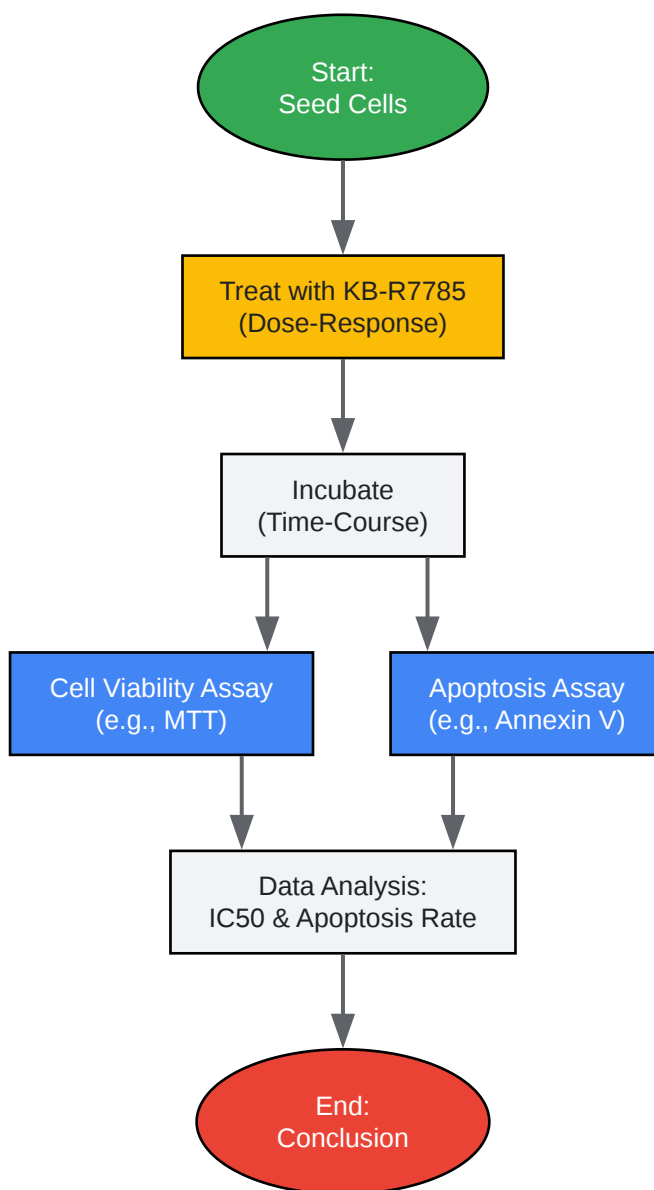 Start:
Seed Cells
Treat with KB-R7785
(Dose-Response)
Incubate
(Time-Course)
Cell Viability Assay
(e.g., MTT)
Apoptosis Assay
(e.g., Annexin V)
Data Analysis:
IC50 & Apoptosis Rate
End:
Conclusion